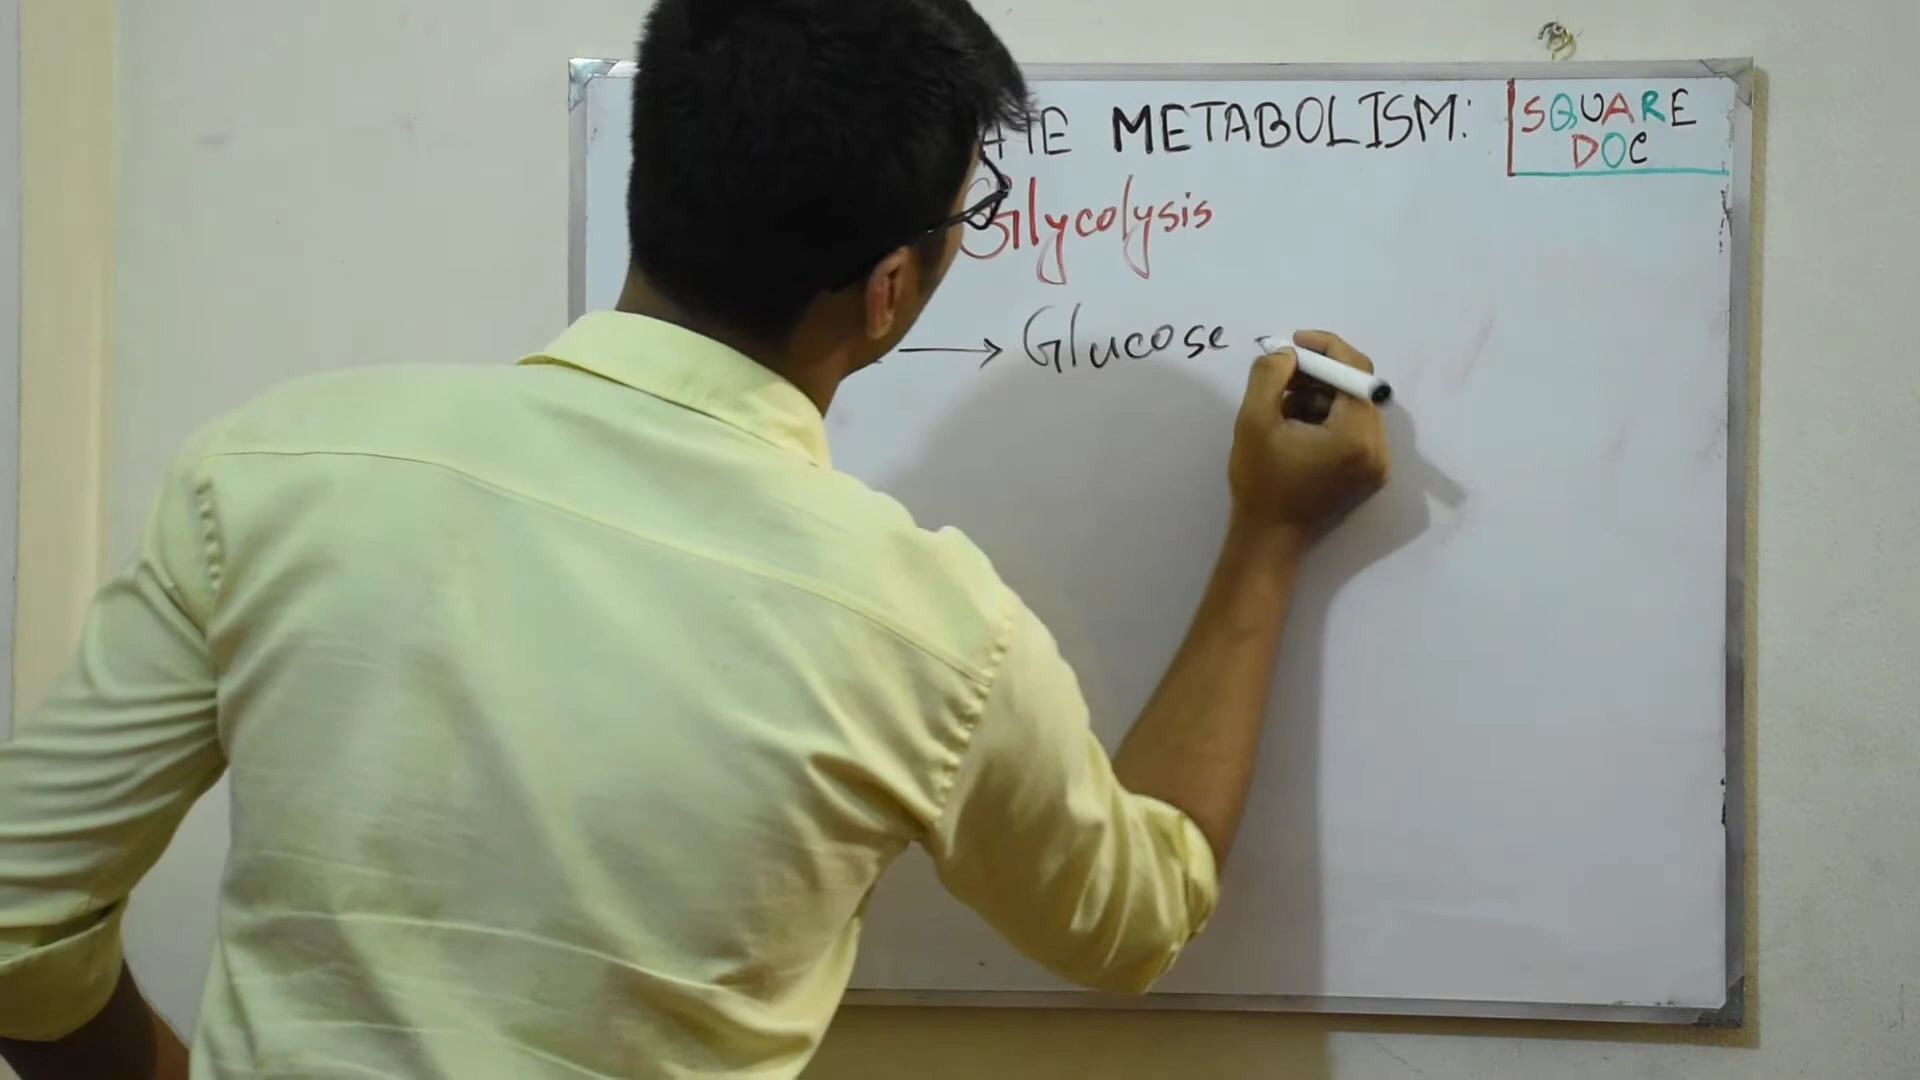 METABOLISM:
SQUARE
DOC
Glycolysis
→ Glucose